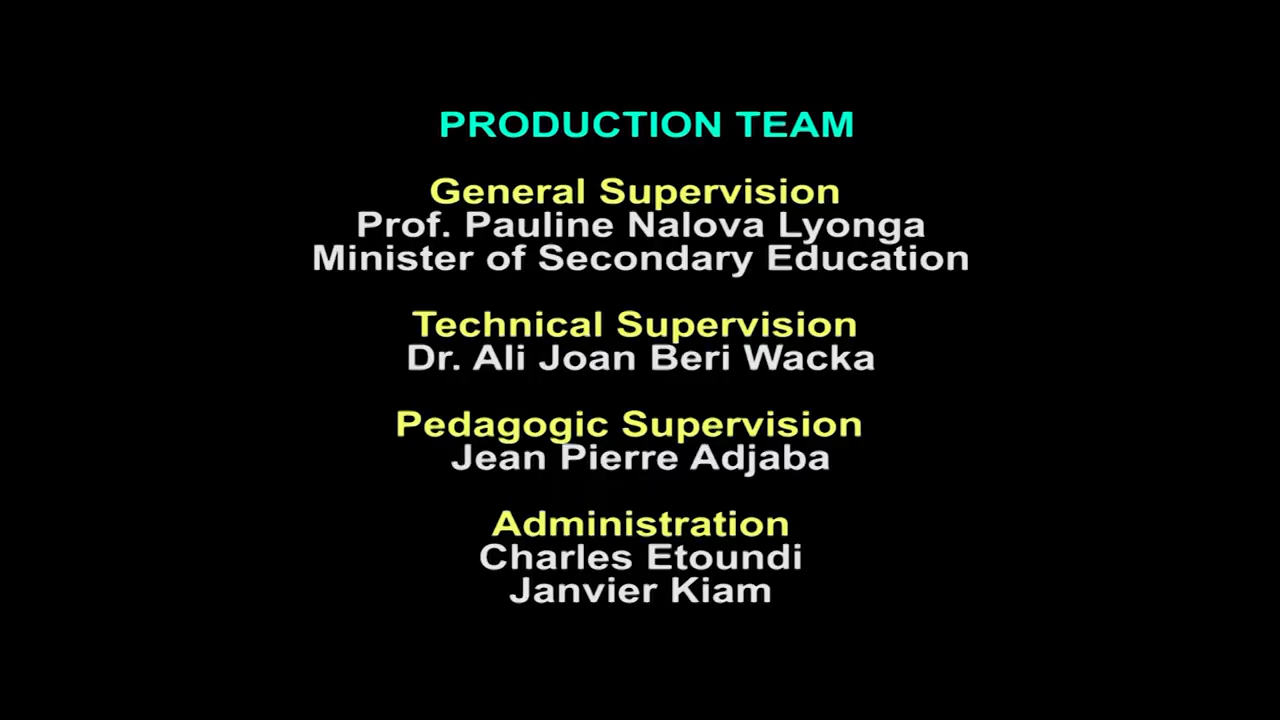 PRODUCTION TEAM
General Supervision
Prof. Pauline Nalova Lyonga
Minister of Secondary Education
Technical Supervision
Dr. Ali Joan Beri Wacka
Pedagogic Supervision
Jean Pierre Adjaba
Administration
Charles Etoundi
Janvier Kiam